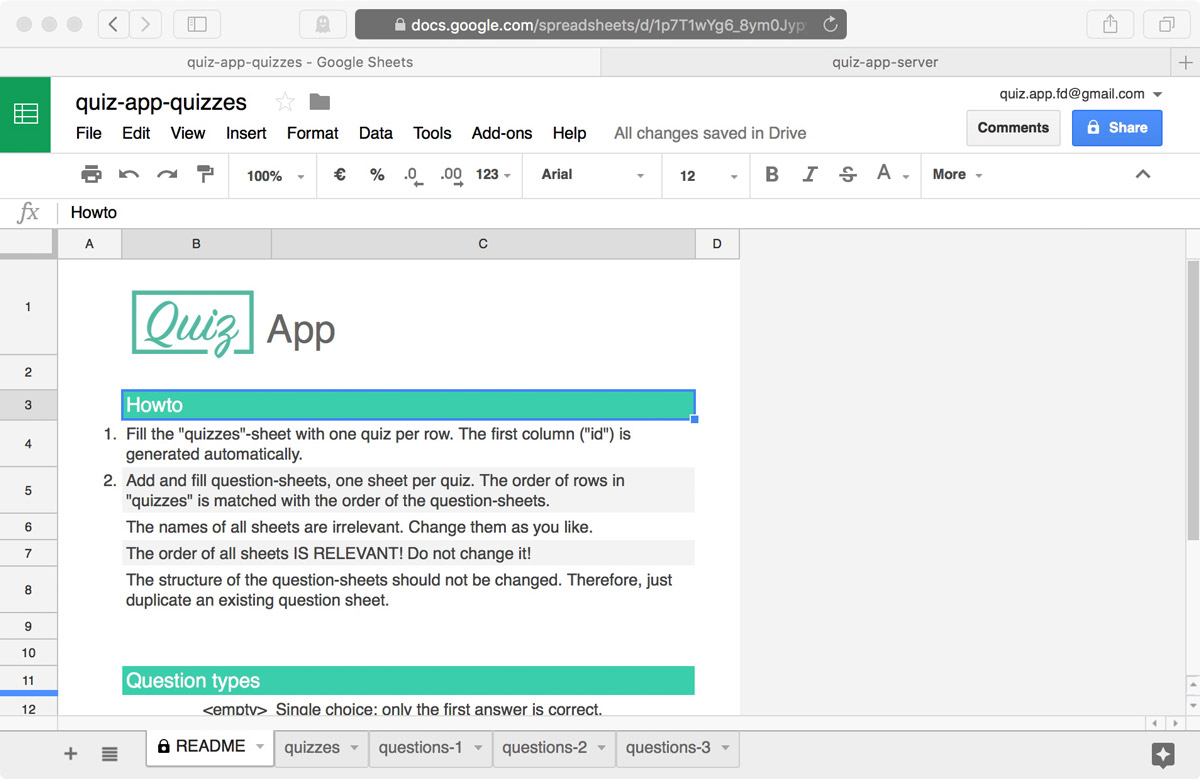 docs.google.com/spreadsheets/d/1p7T1wYg6_8ym0Jyp
quiz-app-quizzes - Google Sheets
quiz-app-server
quiz-app-quizzes
quiz.app.fd@gmail.com
File Edit View Insert Format Data Tools Add-ons Help All changes saved in Drive
Comments
Share
100% € % .0 .00 123 Arial 12 B I S A More
fx Howto
A B C D
1
Quiz App
2
3 Howto
4 1. Fill the "quizzes"-sheet with one quiz per row. The first column ("id") is
generated automatically.
5 2. Add and fill question-sheets, one sheet per quiz. The order of rows in
"quizzes" is matched with the order of the question-sheets.
6 The names of all sheets are irrelevant. Change them as you like.
7 The order of all sheets IS RELEVANT! Do not change it!
8 The structure of the question-sheets should not be changed. Therefore, just
duplicate an existing question sheet.
9
10
11 Question types
12 <empty> Single choice: only the first answer is correct.
+ README quizzes questions-1 questions-2 questions-3